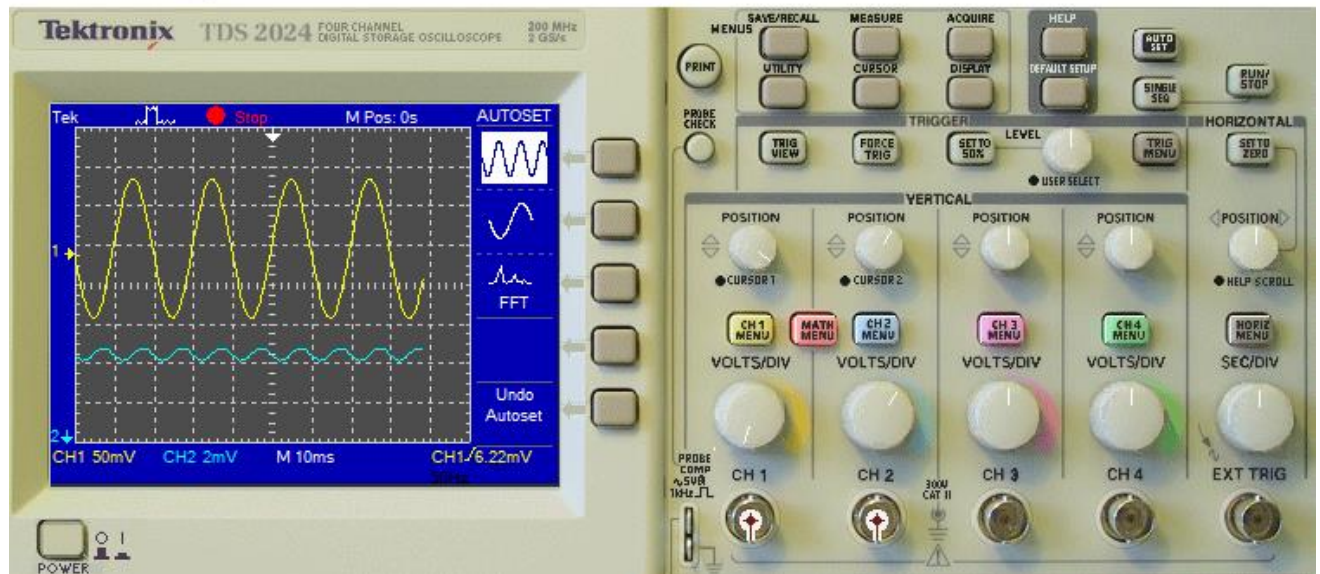 Tektronix TDS 2024 FOUR CHANNEL DIGITAL STORAGE OSCILLOSCOPE 200 MHz 2 GS/s
Tek Stop M Pos: 0s AUTOSET
FFT
Undo
Autoset
1
2
CH1 50mV CH2 2mV M 10ms CH1 6.22mV
POWER
MENUS
SAVE/RECALL MEASURE ACQUIRE HELP
AUTO SET
PRINT
UTILITY CURSOR DISPLAY DEFAULT SETUP
SINGLE SEQ
RUN/STOP
PROBE CHECK
TRIGGER
HORIZONTAL
TRIG VIEW
FORCE TRIG
SET TO 50%
LEVEL
TRIG MENU
SET TO ZERO
USER SELECT
VERTICAL
POSITION POSITION POSITION POSITION POSITION
CURSOR 1 CURSOR 2 HELP SCROLL
CH 1 MENU
MATH MENU
CH 2 MENU
CH 3 MENU
CH 4 MENU
HORIZ MENU
VOLTS/DIV VOLTS/DIV VOLTS/DIV VOLTS/DIV SEC/DIV
PROBE COMP
~5V
1kHz
CH 1 CH 2 CH 3 CH 4 EXT TRIG
300V
CAT II